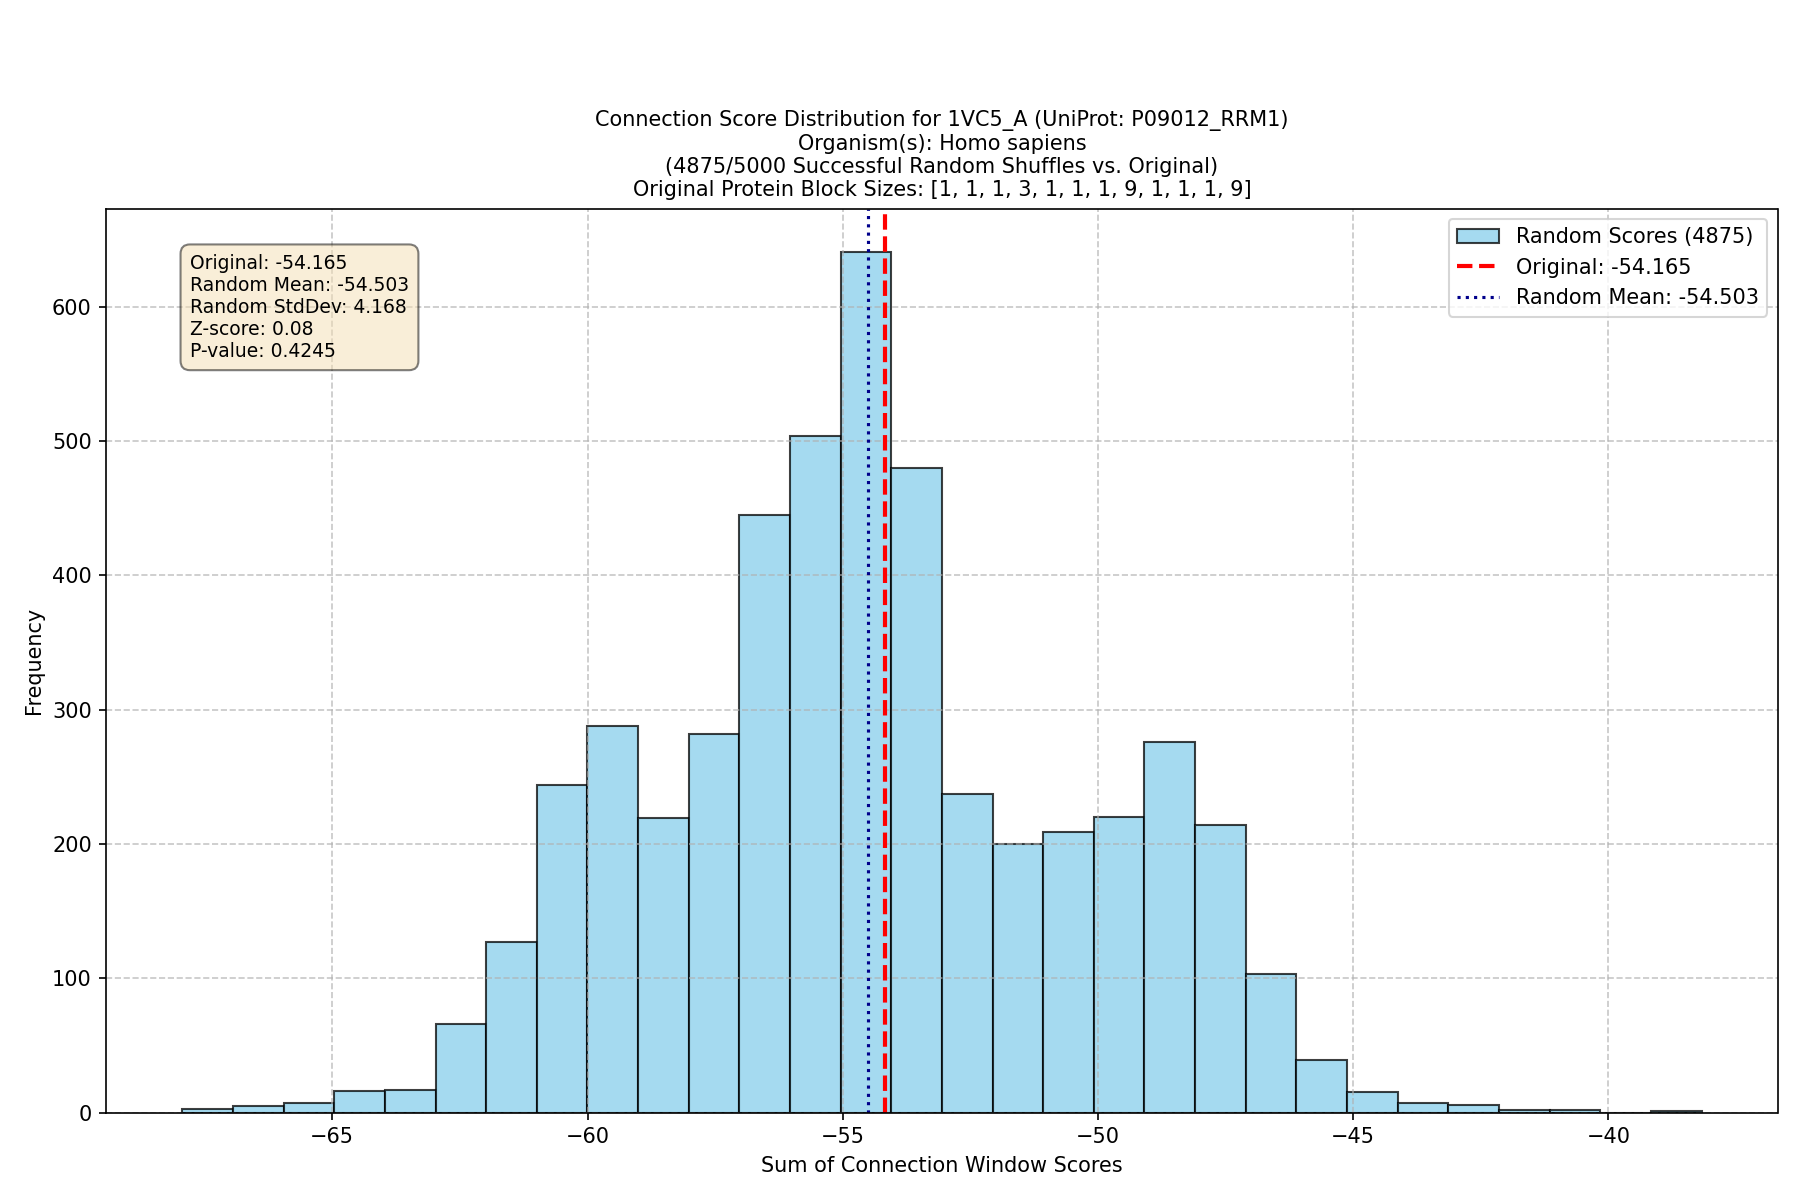 Connection Score Distribution for 1VC5_A (UniProt: P09012_RRM1)
Organism(s): Homo sapiens
(4875/5000 Successful Random Shuffles vs. Original)
Original Protein Block Sizes: [1, 1, 1, 3, 1, 1, 1, 9, 1, 1, 1, 9]
Original: -54.165
Random Mean: -54.503
Random StdDev: 4.168
Z-score: 0.08
P-value: 0.4245
Random Scores (4875)
Original: -54.165
Random Mean: -54.503
Frequency
600
500
400
300
200
100
0
−65
−60
−55
−50
−45
−40
Sum of Connection Window Scores